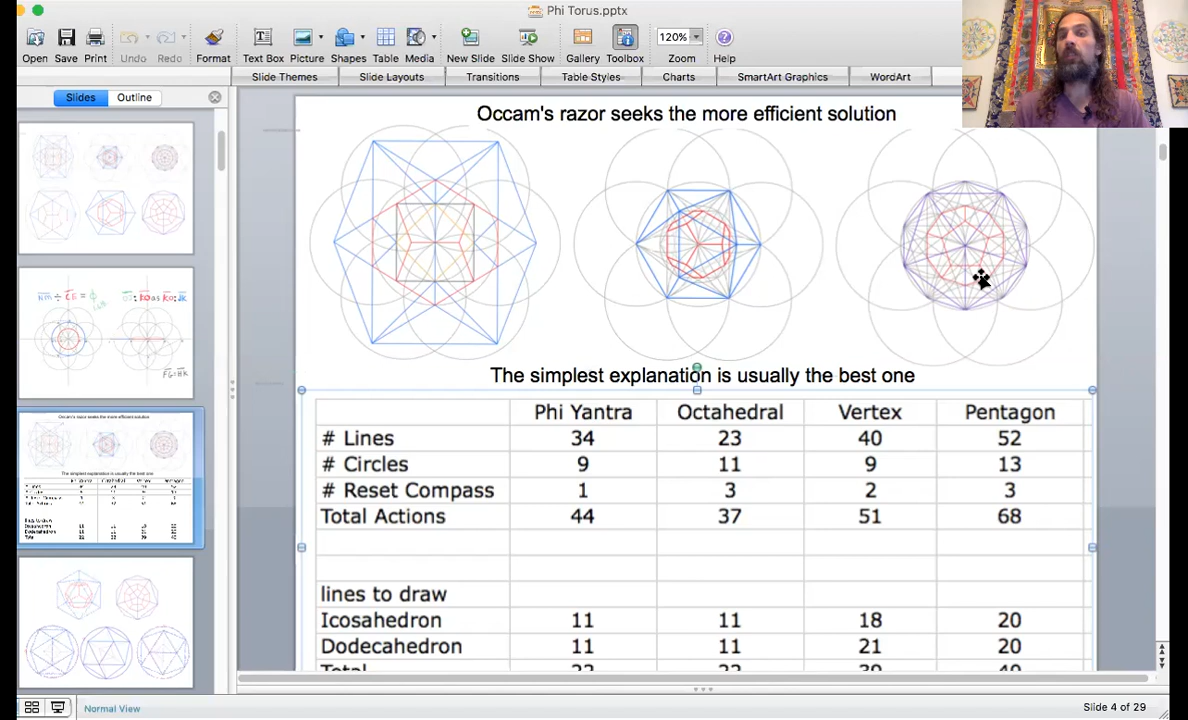 Phi Torus.pptx
Open Save Print Undo Redo Format Text Box Picture Shapes Table Media New Slide Slide Show Gallery Toolbox Zoom Help
120%
Slide Themes Slide Layouts Transitions Table Styles Charts SmartArt Graphics WordArt
Slides Outline
Occam's razor seeks the more efficient solution
The simplest explanation is usually the best one
Phi Yantra Octahedral Vertex Pentagon
# Lines 34 23 40 52
# Circles 9 11 9 13
# Reset Compass 1 3 2 3
Total Actions 44 37 51 68
lines to draw
Icosahedron 11 11 18 20
Dodecahedron 11 11 21 20
Total 22 22 39 40
Normal View
Slide 4 of 29